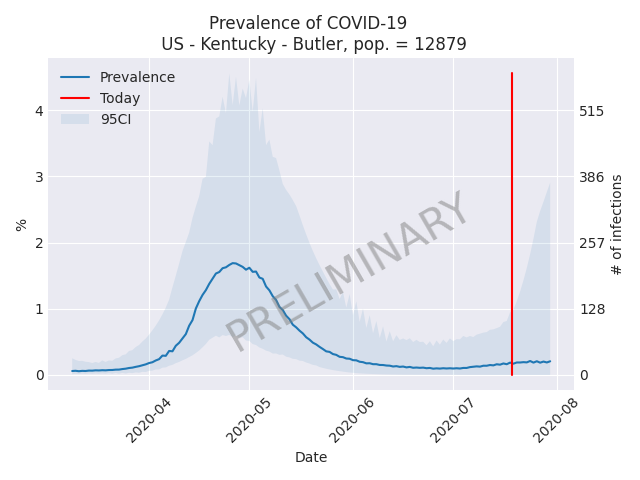 Prevalence of COVID-19
US - Kentucky - Butler, pop. = 12879
Prevalence
Today
95CI
4
3
2
1
0
%
515
386
257
128
0
# of infections
PRELIMINARY
2020-04
2020-05
2020-06
2020-07
2020-08
Date